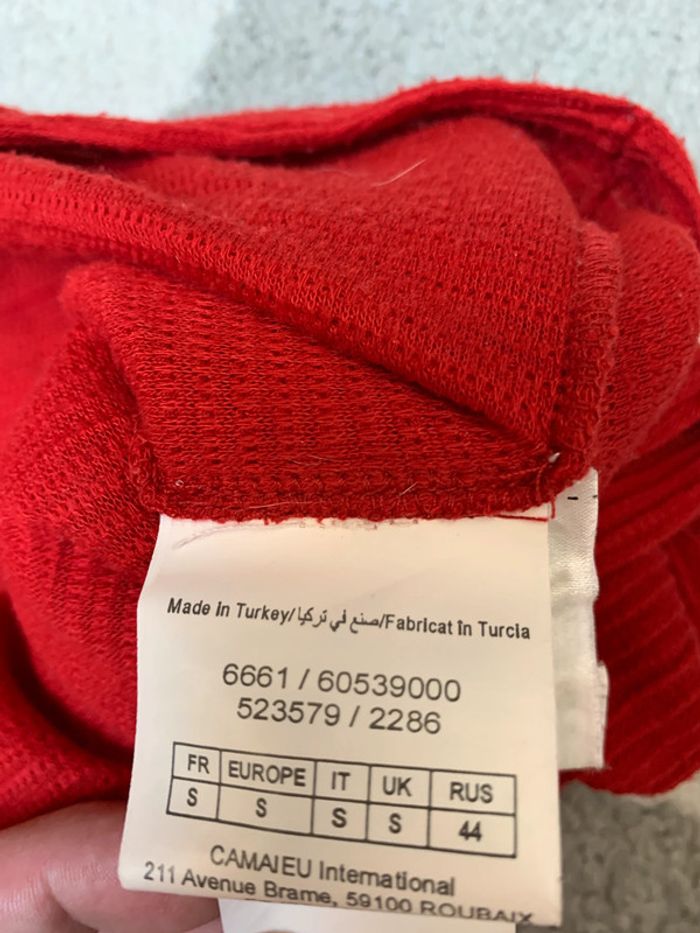 Made in Turkey/صنع في تركيا/Fabricat în Turcia
6661 / 60539000
523579 / 2286
FR EUROPE IT UK RUS
S S S S 44
CAMAIEU International
211 Avenue Brame, 59100 ROUBAIX